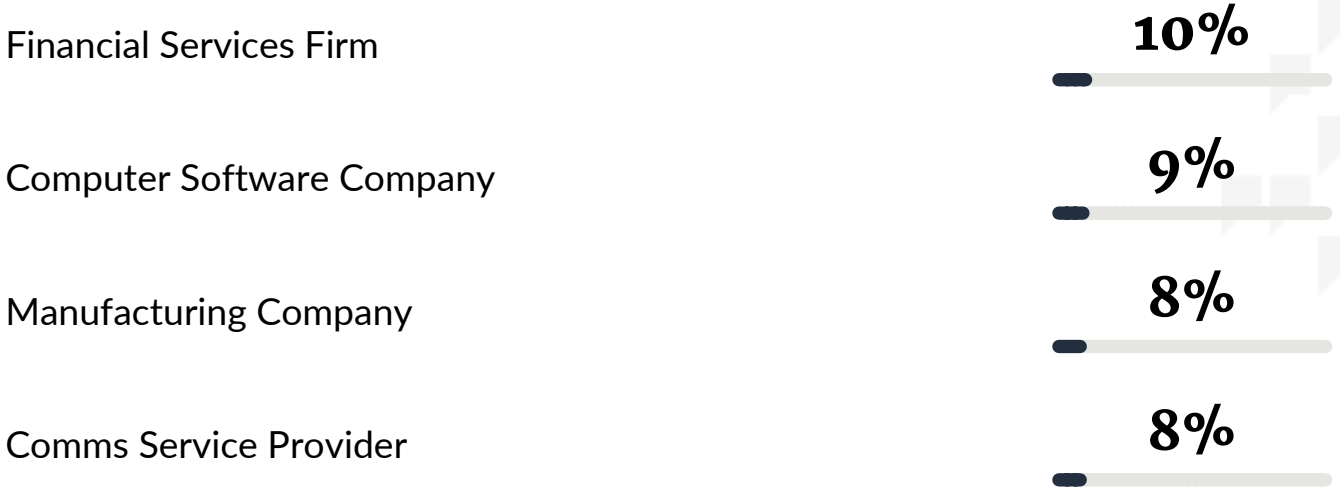 Financial Services Firm 10%
Computer Software Company 9%
Manufacturing Company 8%
Comms Service Provider 8%